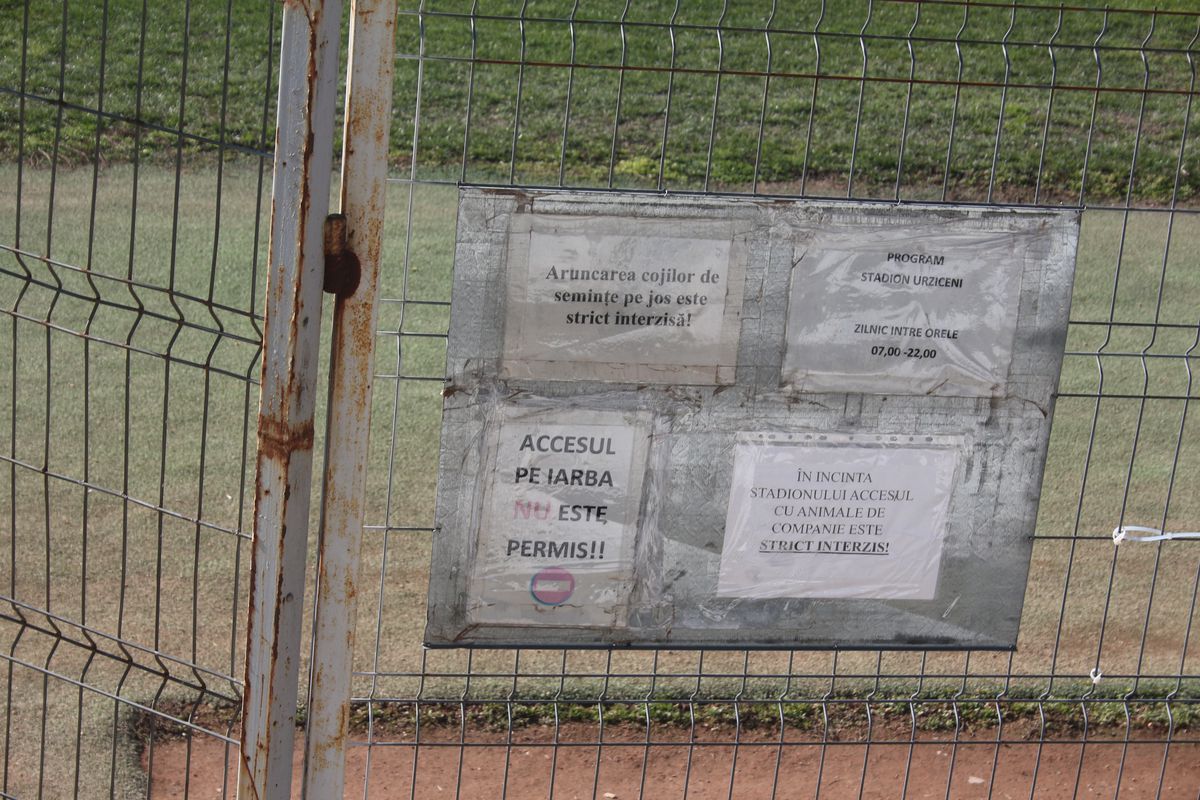 Aruncarea cojilor de
semințe pe jos este
strict interzisă!
PROGRAM
STADION URZICENI
ZILNIC INTRE ORELE
07,00 -22,00
ACCESUL
PE IARBA
NU ESTE
PERMIS!!
ÎN INCINTA
STADIONULUI ACCESUL
CU ANIMALE DE
COMPANIE ESTE
STRICT INTERZIS!